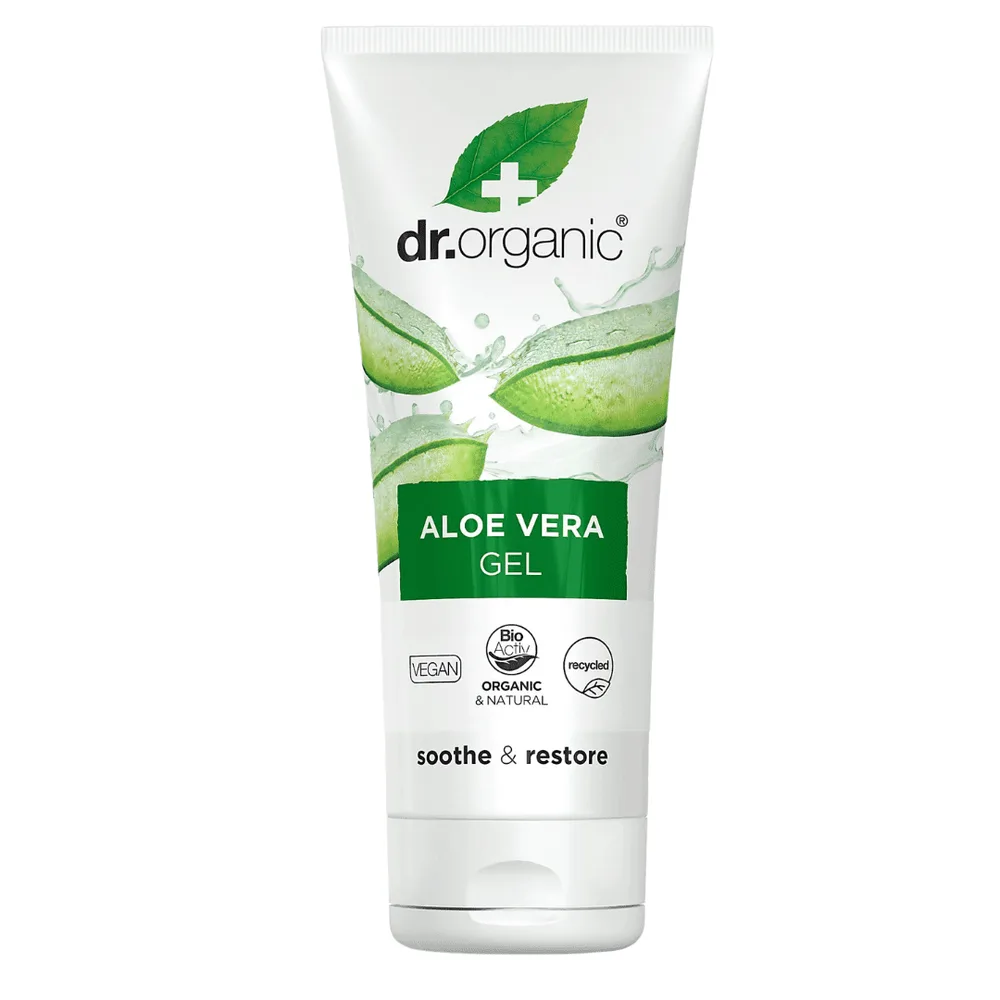 dr.organic®
ALOE VERA
GEL
VEGAN
Bio
Activ
ORGANIC
& NATURAL
recycled
soothe & restore